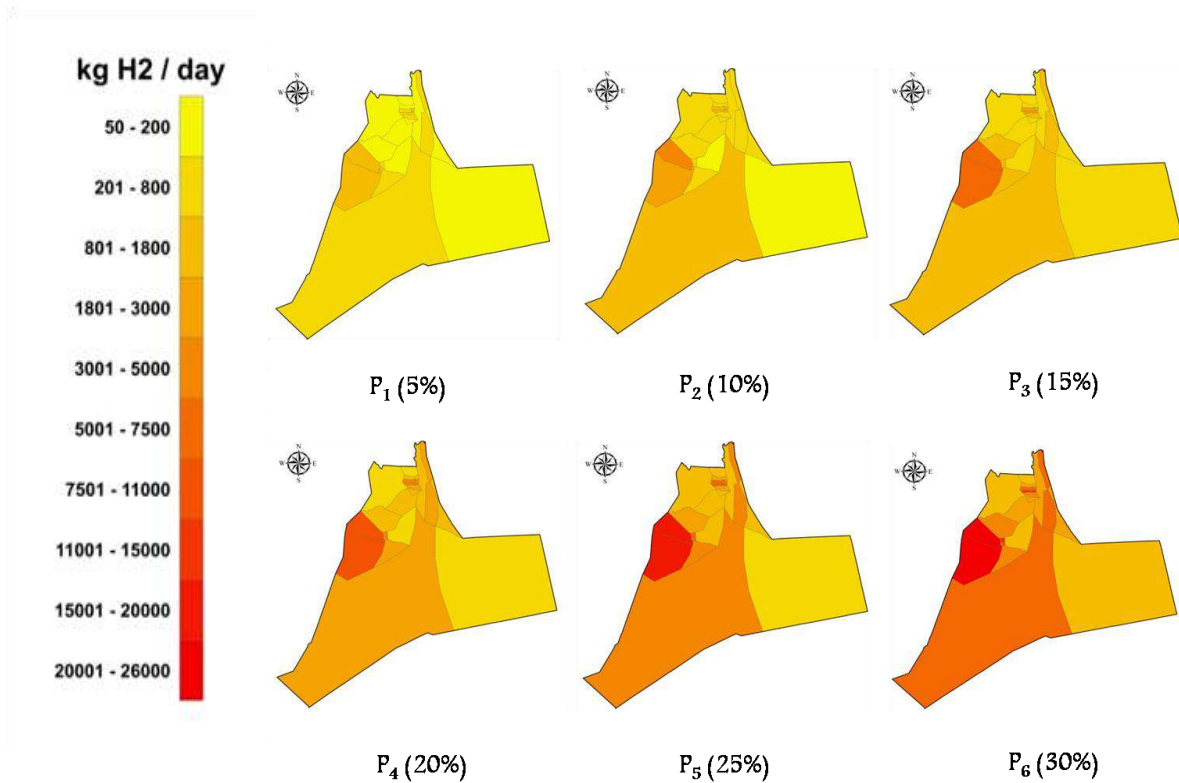 kg H2 / day
50 - 200
201 - 800
801 - 1800
1801 - 3000
3001 - 5000
5001 - 7500
7501 - 11000
11001 - 15000
15001 - 20000
20001 - 26000
N
W E
S
N
W E
S
N
W E
S
P1 (5%)
P2 (10%)
P3 (15%)
N
W E
S
N
W E
S
N
W E
S
P4 (20%)
P5 (25%)
P6 (30%)